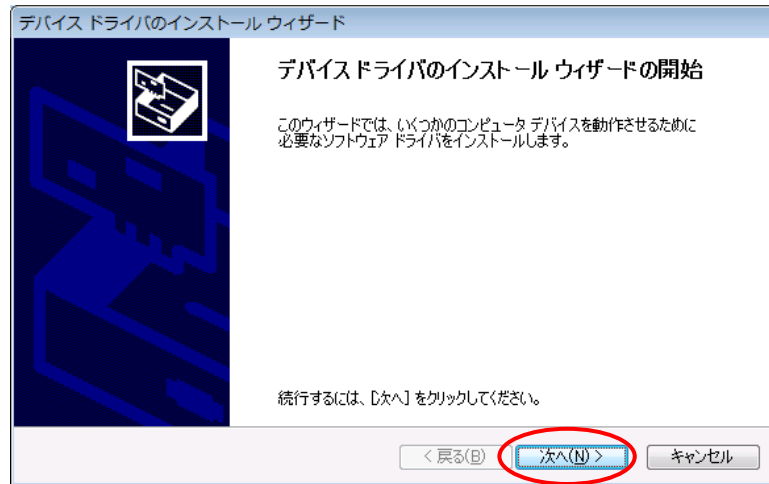 デバイス ドライバのインストール ウィザード
デバイス ドライバのインストール ウィザードの開始
このウィザードでは、いくつかのコンピュータ デバイスを動作させるために
必要なソフトウェア ドライバをインストールします。
続行するには、[次へ] をクリックしてください。
< 戻る(B) 次へ(N) > キャンセル